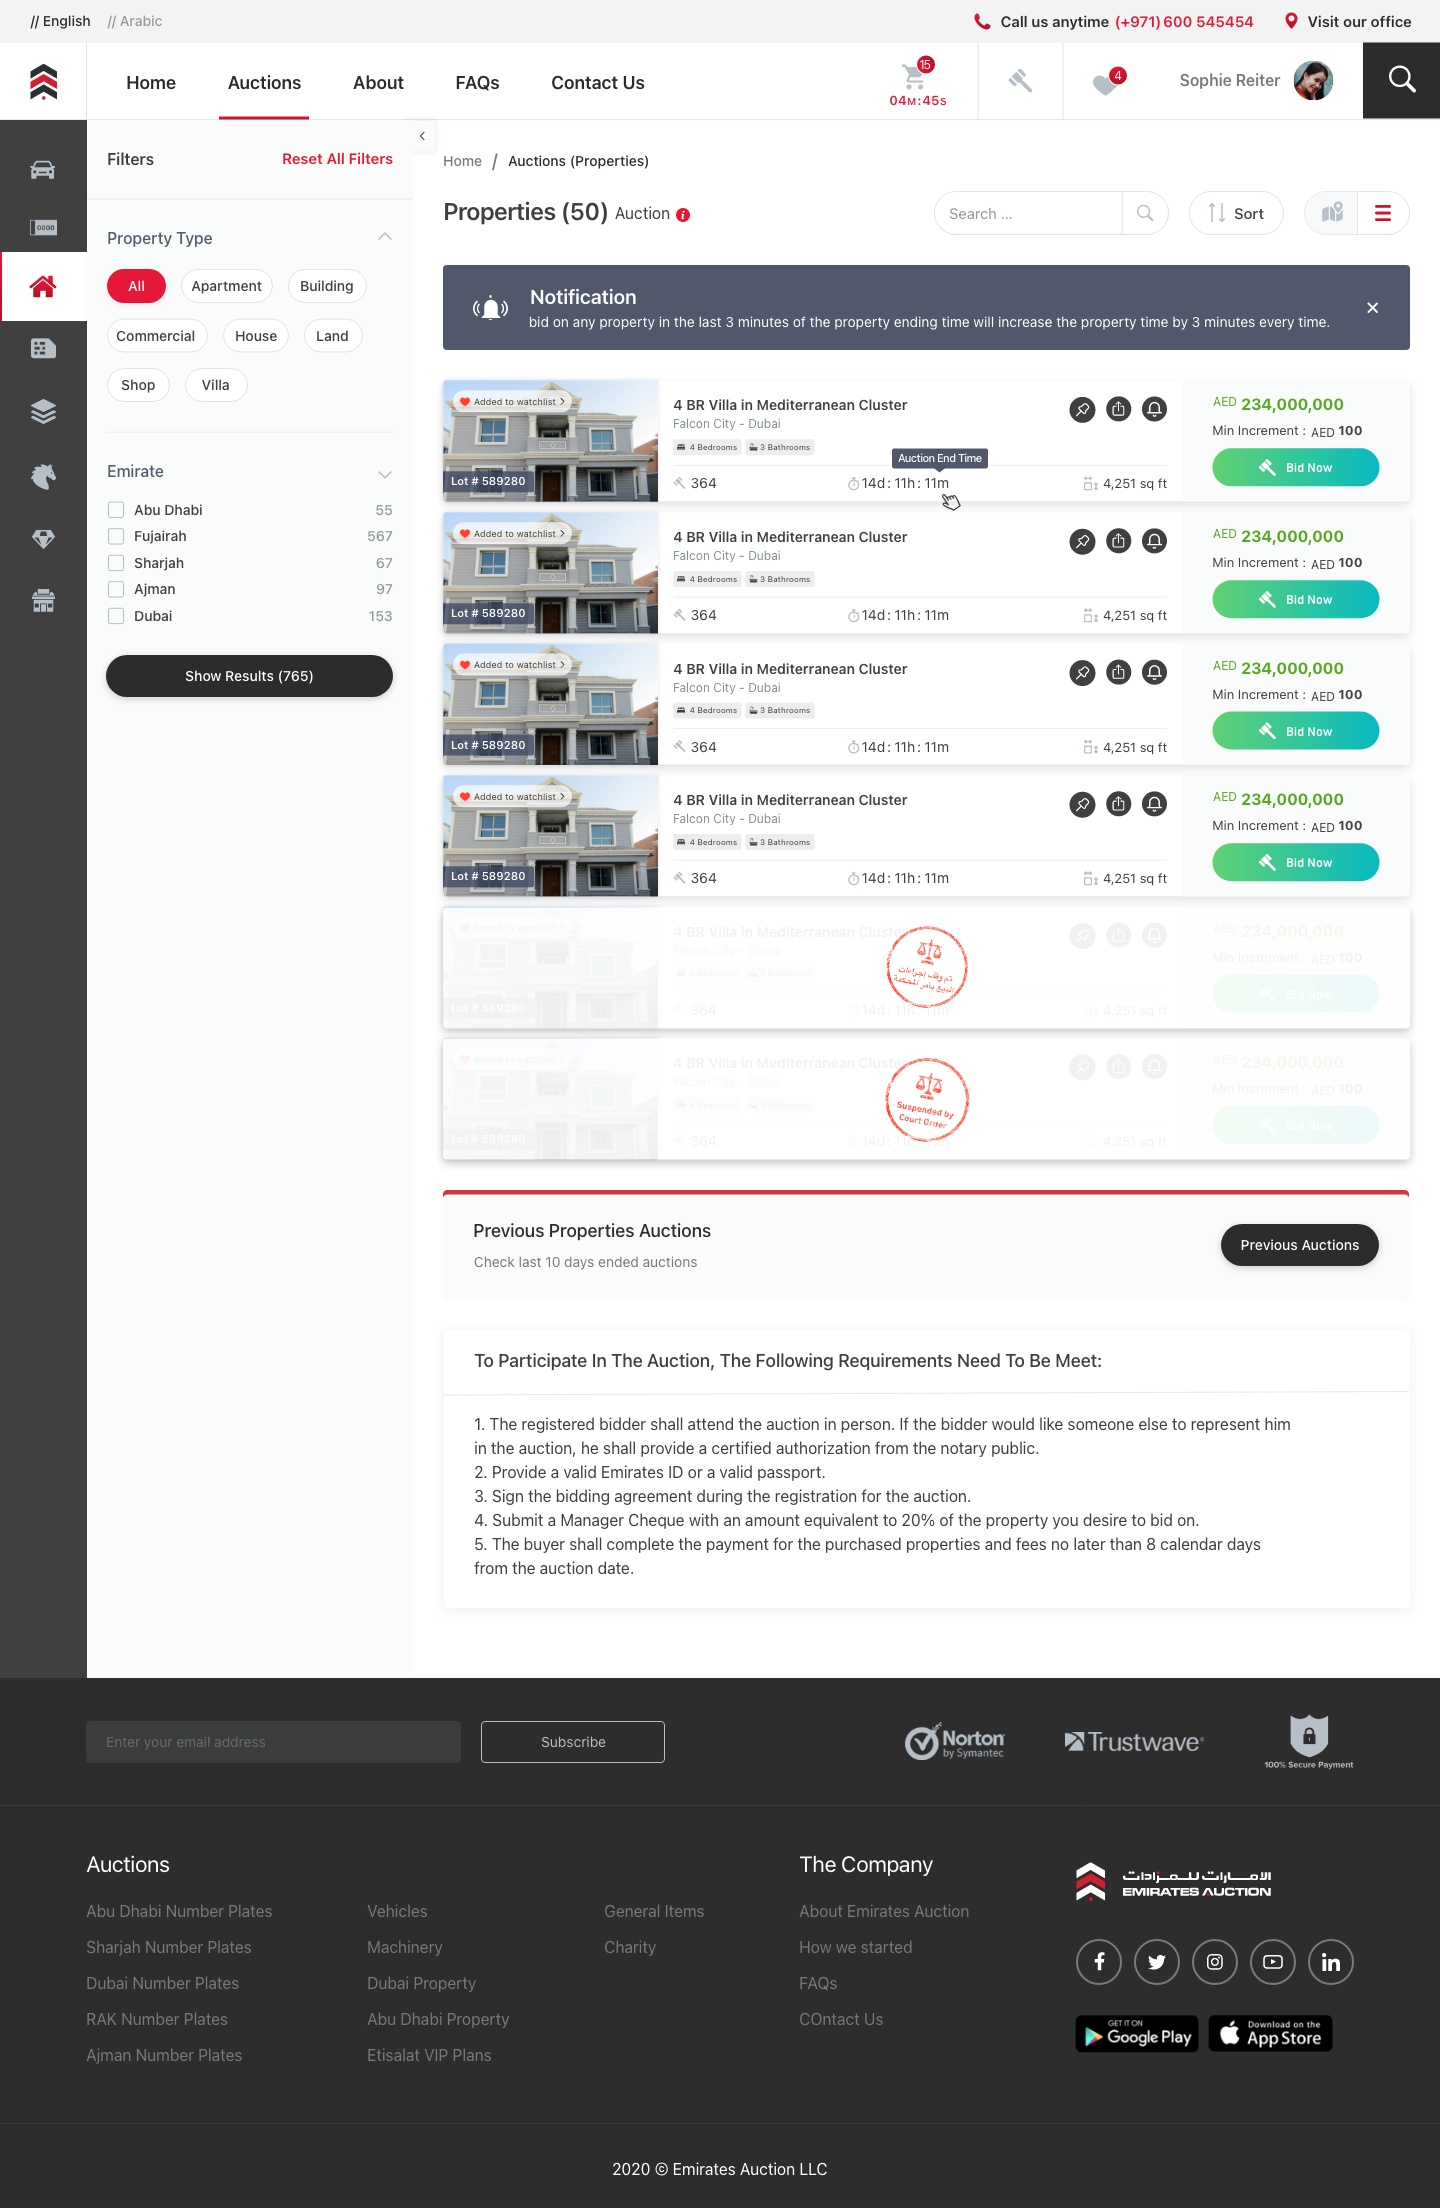 // English // Arabic
Call us anytime (+971) 600 545454 Visit our office
Home Auctions About FAQs Contact Us
15
04M:45S
4
Sophie Reiter
0000
Filters Reset All Filters
Property Type
All Apartment Building
Commercial House Land
Shop Villa
Emirate
Abu Dhabi 55
Fujairah 567
Sharjah 67
Ajman 97
Dubai 153
Show Results (765)
Home / Auctions (Properties)
Properties (50) Auction
Search ...
Sort
Notification
bid on any property in the last 3 minutes of the property ending time will increase the property time by 3 minutes every time.
Added to watchlist
Lot # 589280
4 BR Villa in Mediterranean Cluster
Falcon City - Dubai
4 Bedrooms 3 Bathrooms
Auction End Time
364 14d : 11h : 11m 4,251 sq ft
AED 234,000,000
Min Increment : AED 100
Bid Now
Added to watchlist
Lot # 589280
4 BR Villa in Mediterranean Cluster
Falcon City - Dubai
4 Bedrooms 3 Bathrooms
364 14d : 11h : 11m 4,251 sq ft
AED 234,000,000
Min Increment : AED 100
Bid Now
Added to watchlist
Lot # 589280
4 BR Villa in Mediterranean Cluster
Falcon City - Dubai
4 Bedrooms 3 Bathrooms
364 14d : 11h : 11m 4,251 sq ft
AED 234,000,000
Min Increment : AED 100
Bid Now
Added to watchlist
Lot # 589280
4 BR Villa in Mediterranean Cluster
Falcon City - Dubai
4 Bedrooms 3 Bathrooms
364 14d : 11h : 11m 4,251 sq ft
AED 234,000,000
Min Increment : AED 100
Bid Now
Added to watchlist
Lot # 589280
4 BR Villa in Mediterranean Cluster
Falcon City - Dubai
4 Bedrooms 3 Bathrooms
تم وقف إجراءات
البيع بأمر المحكمة
364 14d : 11h : 11m 4,251 sq ft
AED 234,000,000
Min Increment : AED 100
Bid Now
Added to watchlist
Lot # 589280
4 BR Villa in Mediterranean Cluster
Falcon City - Dubai
4 Bedrooms 3 Bathrooms
Suspended by
Court Order
364 14d : 11h : 11m 4,251 sq ft
AED 234,000,000
Min Increment : AED 100
Bid Now
Previous Properties Auctions
Check last 10 days ended auctions
Previous Auctions
To Participate In The Auction, The Following Requirements Need To Be Meet:
1. The registered bidder shall attend the auction in person. If the bidder would like someone else to represent him
in the auction, he shall provide a certified authorization from the notary public.
2. Provide a valid Emirates ID or a valid passport.
3. Sign the bidding agreement during the registration for the auction.
4. Submit a Manager Cheque with an amount equivalent to 20% of the property you desire to bid on.
5. The buyer shall complete the payment for the purchased properties and fees no later than 8 calendar days
from the auction date.
Enter your email address
Subscribe
Norton
by Symantec
Trustwave®
100% Secure Payment
Auctions
Abu Dhabi Number Plates
Sharjah Number Plates
Dubai Number Plates
RAK Number Plates
Ajman Number Plates
Vehicles
Machinery
Dubai Property
Abu Dhabi Property
Etisalat VIP Plans
General Items
Charity
The Company
About Emirates Auction
How we started
FAQs
COntact Us
الامـارات للـمـزادات
EMIRATES AUCTION
GET IT ON
Google Play
Download on the
App Store
2020 © Emirates Auction LLC